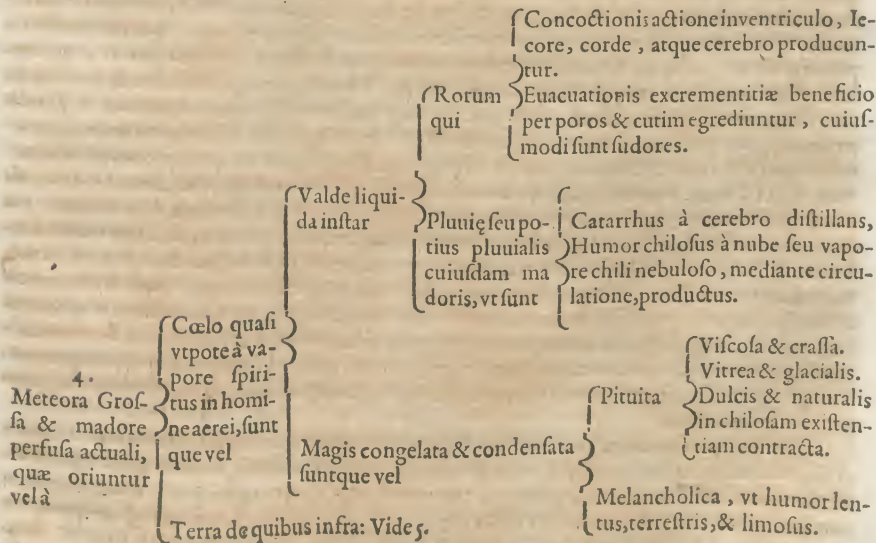 4.
Meteora Groſ-
ſa & madore
perfuſa actuali,
quæ oriuntur
vel à
Cœlo quaſi
vtpote à va-
pore ſpiri-
tus in homi-
ne aerei, ſunt
que vel
Valde liqui-
da inſtar
Rorum
qui
Concoctionis actione in ventriculo, Ie-
core, corde, atque cerebro producun-
tur.
Euacuationis excrementitiæ beneficio
per poros & cutim egrediuntur, cuiuſ-
modi ſunt ſudores.
Pluuię ſeu po-
tius pluuialis
cuiuſdam ma
doris, vt ſunt
Catarrhus à cerebro diſtillans,
Humor chiloſus à nube ſeu vapo-
re chili nebuloſo, mediante circu-
latione, productus.
Magis congelata & condenſata
ſuntque vel
Pituita
Viſcoſa & craſſa.
Vitrea & glacialis.
Dulcis & naturalis
in chiloſam exiſten-
tiam contracta.
Melancholica, vt humor len-
tus, terreſtris, & limoſus.
Terra de quibus infra: Vide 5.